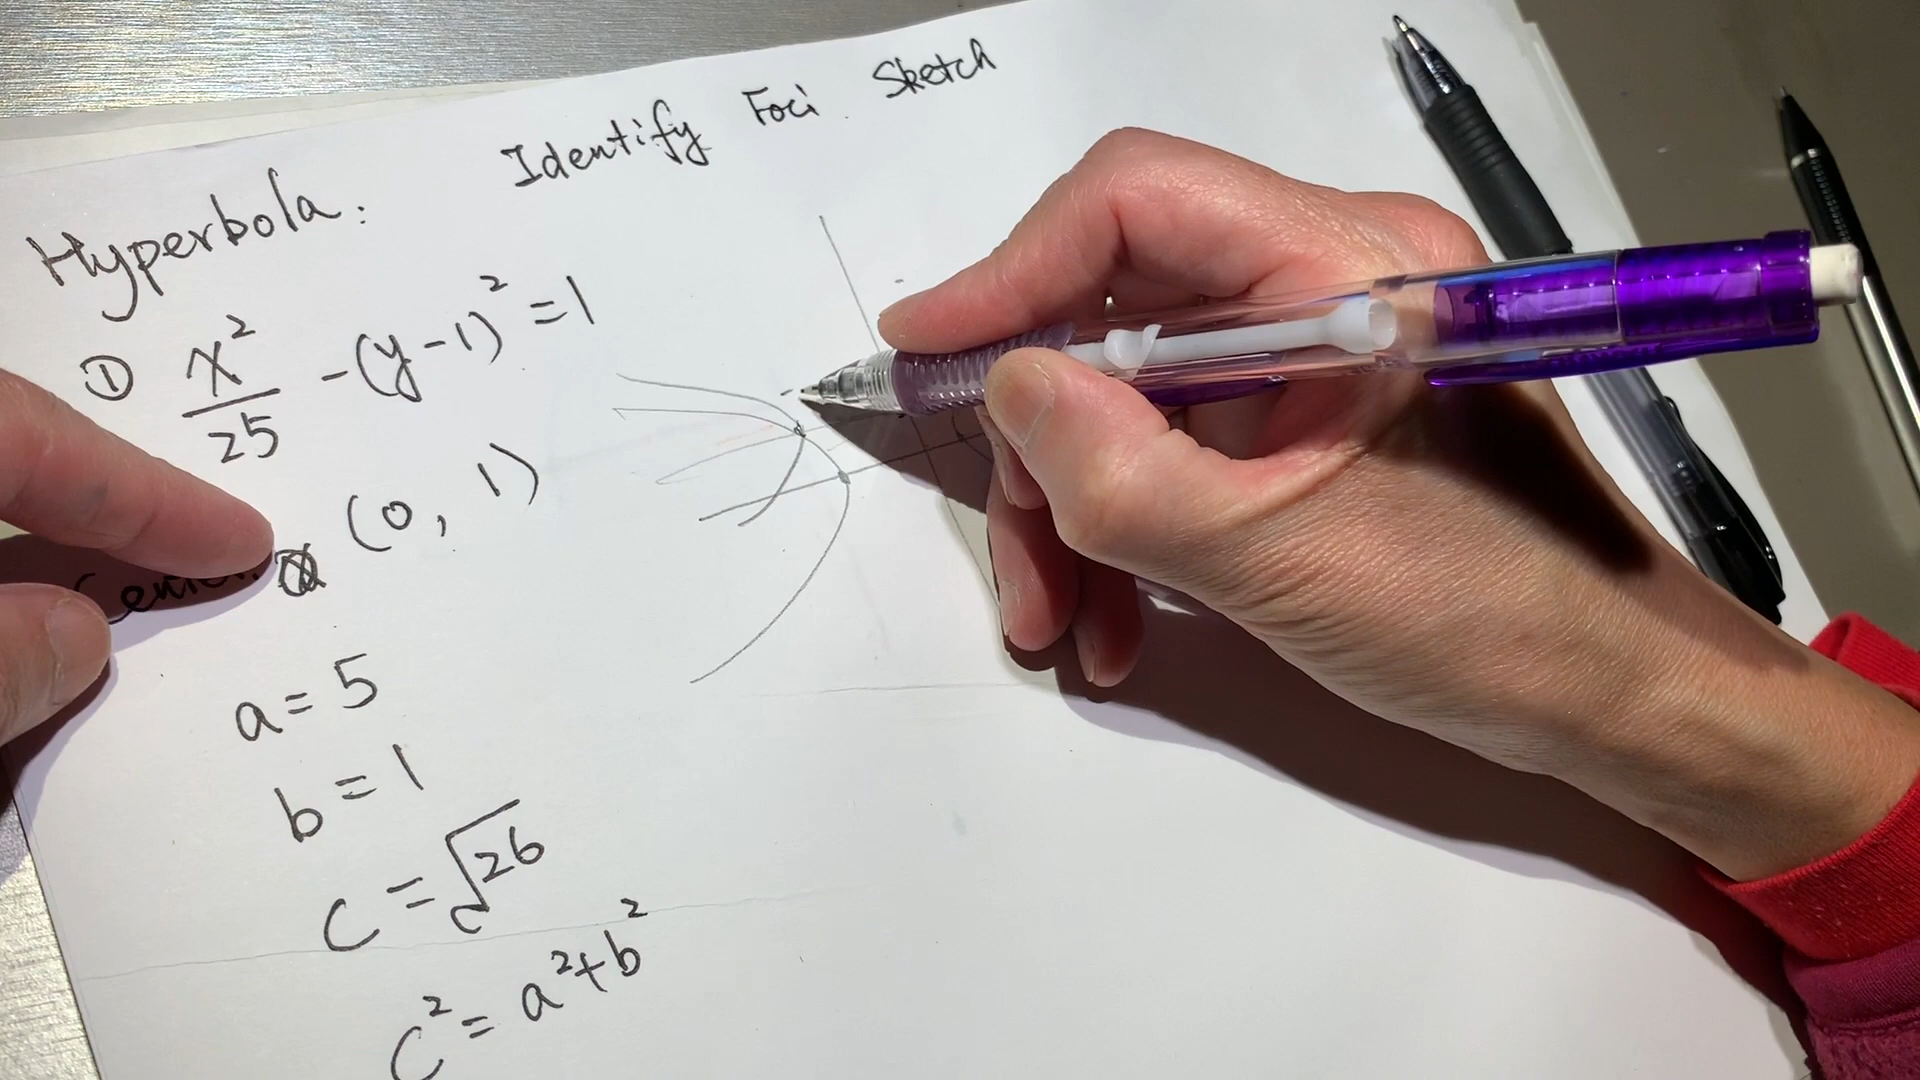 Identify Foci Sketch
Hyperbola:
① x²/25 - (y-1)² = 1
(0, 1)
a = 5
b = 1
c = √26
c² = a² + b²